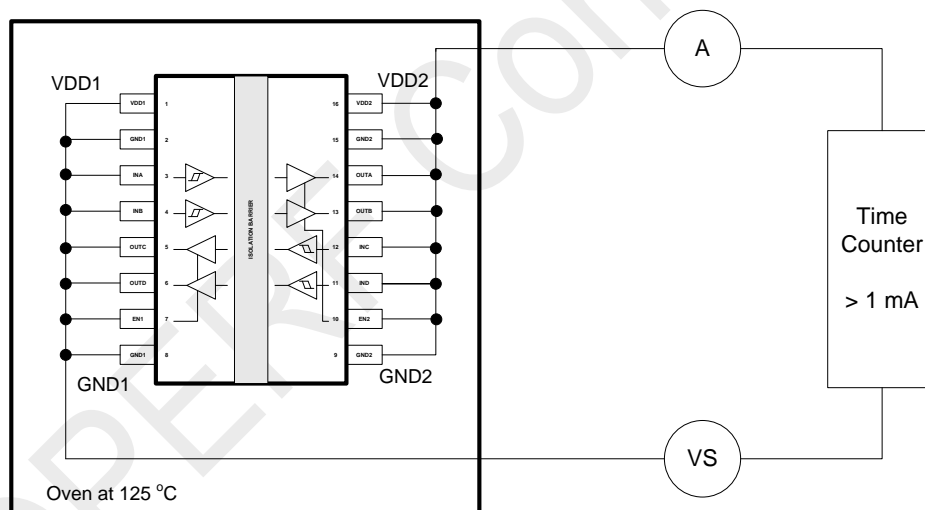 VDD1
VDD2
VDD1 1
GND1 2
INA 3
INB 4
OUTC 5
OUTD 6
EN1 7
GND1 8
ISOLATION BARRIER
16 VDD2
15 GND2
14 OUTA
13 OUTB
12 INC
11 IND
10 EN2
9 GND2
GND1
GND2
Oven at 125 °C
A
Time
Counter
> 1 mA
VS